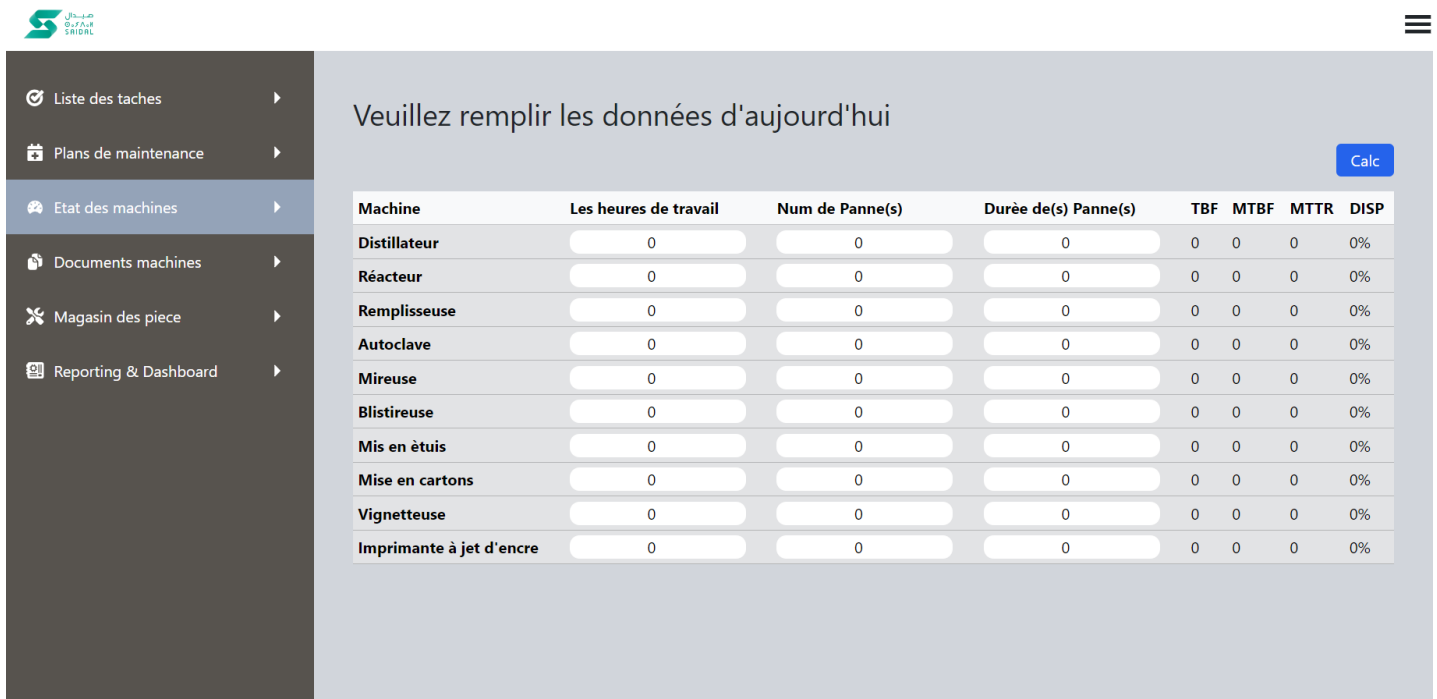 صيدال
ⵙⴰⵢⴷⴰⵍ
SAIDAL
Liste des taches
Plans de maintenance
Etat des machines
Documents machines
Magasin des piece
Reporting & Dashboard
Veuillez remplir les données d'aujourd'hui
Calc
Machine Les heures de travail Num de Panne(s) Durèe de(s) Panne(s) TBF MTBF MTTR DISP
Distillateur 0 0 0 0 0 0 0%
Réacteur 0 0 0 0 0 0 0%
Remplisseuse 0 0 0 0 0 0 0%
Autoclave 0 0 0 0 0 0 0%
Mireuse 0 0 0 0 0 0 0%
Blistireuse 0 0 0 0 0 0 0%
Mis en ètuis 0 0 0 0 0 0 0%
Mise en cartons 0 0 0 0 0 0 0%
Vignetteuse 0 0 0 0 0 0 0%
Imprimante à jet d'encre 0 0 0 0 0 0 0%